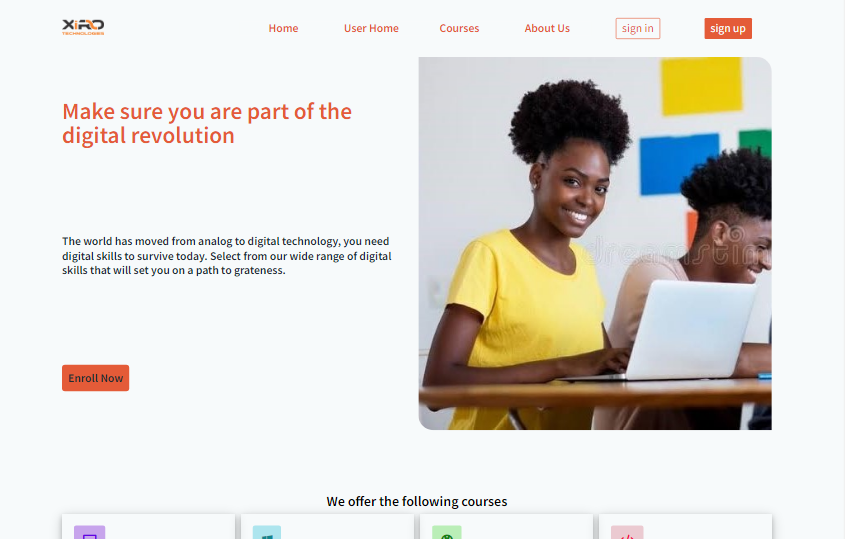 XIRO
TECHNOLOGIES
Home
User Home
Courses
About Us
sign in
sign up
Make sure you are part of the
digital revolution
The world has moved from analog to digital technology, you need
digital skills to survive today. Select from our wide range of digital
skills that will set you on a path to grateness.
Enroll Now
dreamstime
We offer the following courses